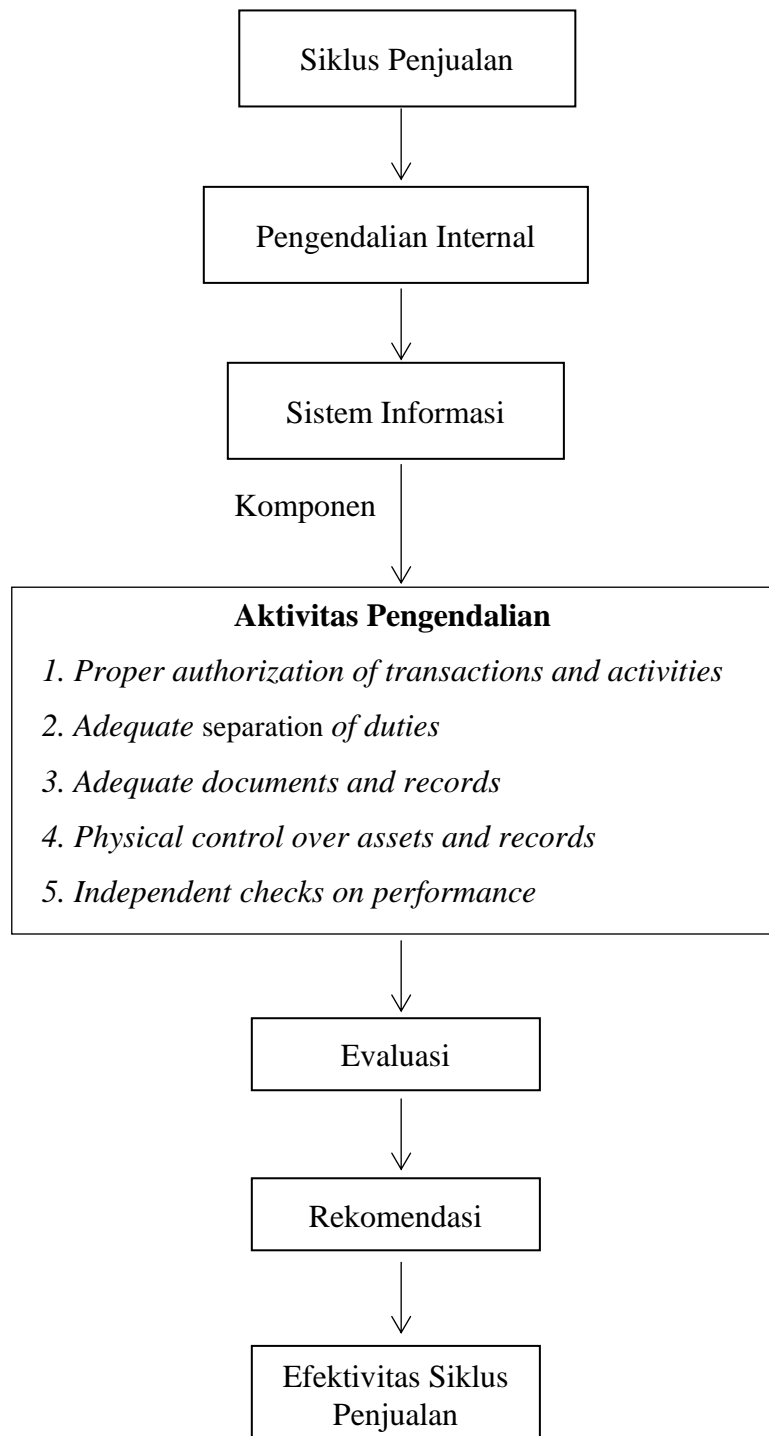 Siklus Penjualan
Pengendalian Internal
Sistem Informasi
Komponen
Aktivitas Pengendalian
1. Proper authorization of transactions and activities
2. Adequate separation of duties
3. Adequate documents and records
4. Physical control over assets and records
5. Independent checks on performance
Evaluasi
Rekomendasi
Efektivitas Siklus
Penjualan